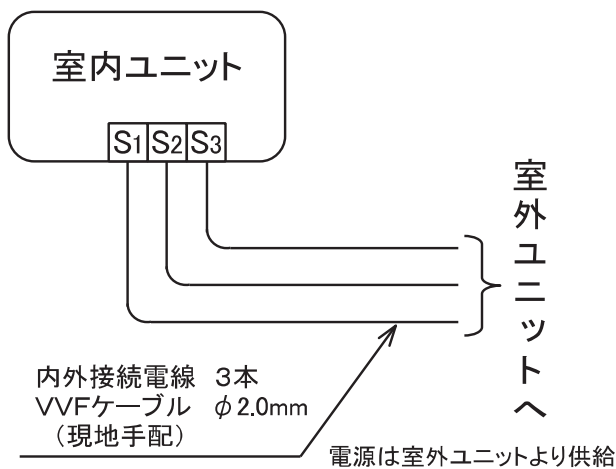 室内ユニット
S1 S2 S3
室外ユニットへ
内外接続電線 3本
VVFケーブル φ2.0mm
(現地手配)
電源は室外ユニットより供給